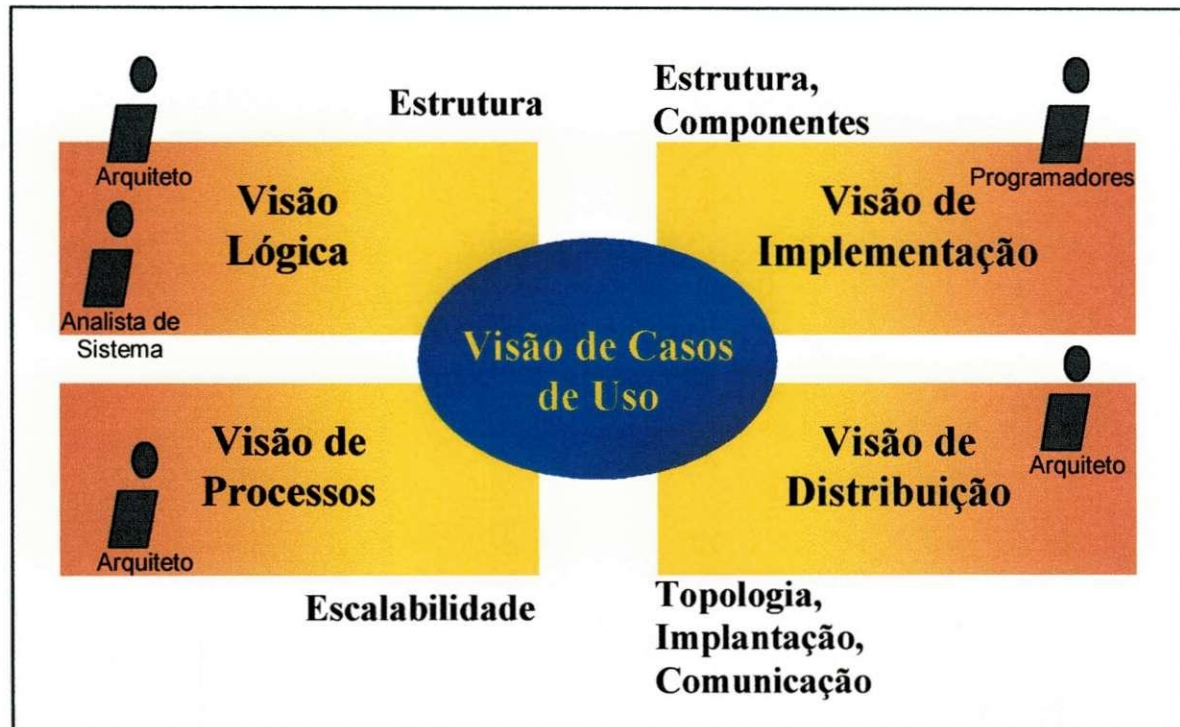 Estrutura
Estrutura,
Componentes
Arquiteto
Programadores
Visão
Lógica
Analista de
Sistema
Visão de
Implementação
Visão de Casos
de Uso
Visão de
Processos
Arquiteto
Visão de
Distribuição
Arquiteto
Escalabilidade
Topologia,
Implantação,
Comunicação